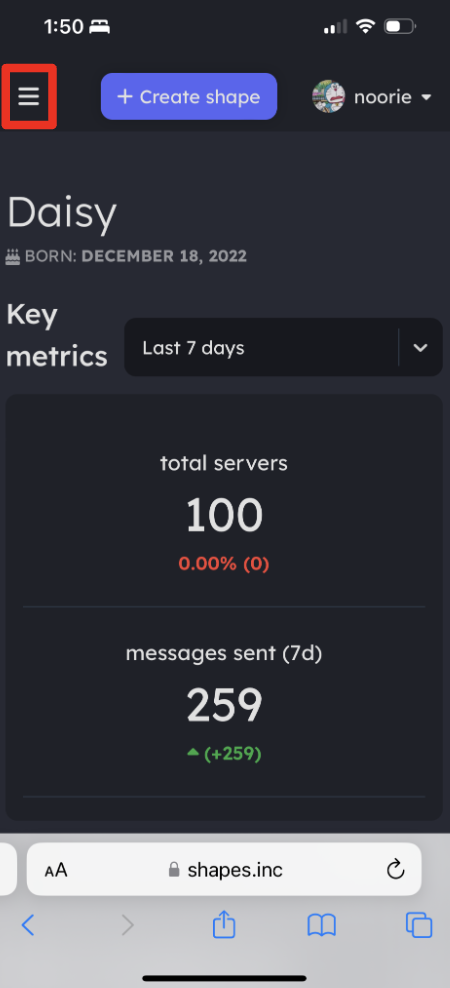 1:50
+ Create shape
noorie
Daisy
BORN: DECEMBER 18, 2022
Key
metrics
Last 7 days
total servers
100
0.00% (0)
messages sent (7d)
259
(+259)
AA
shapes.inc